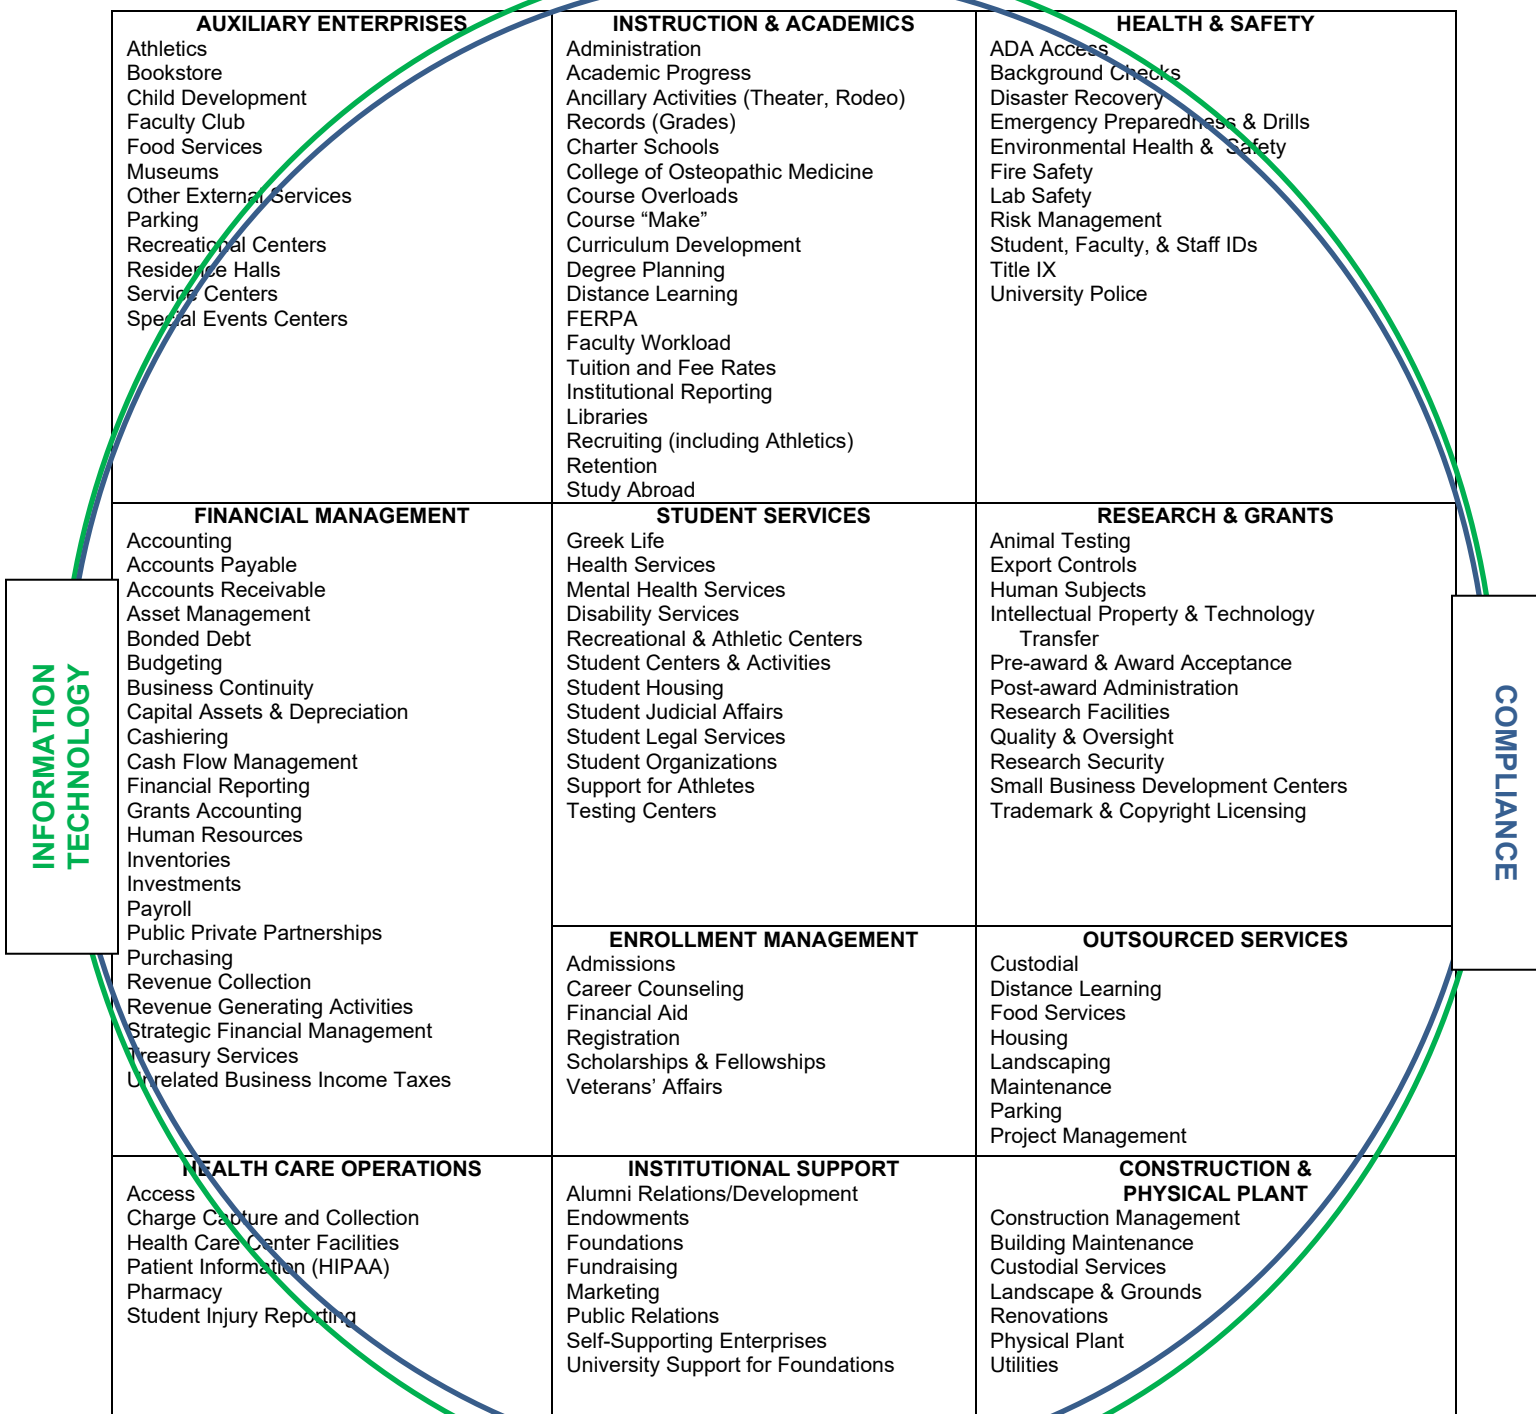 AUXILIARY ENTERPRISES
Athletics
Bookstore
Child Development
Faculty Club
Food Services
Museums
Other External Services
Parking
Recreational Centers
Residence Halls
Service Centers
Special Events Centers
INSTRUCTION & ACADEMICS
Administration
Academic Progress
Ancillary Activities (Theater, Rodeo)
Records (Grades)
Charter Schools
College of Osteopathic Medicine
Course Overloads
Course “Make”
Curriculum Development
Degree Planning
Distance Learning
FERPA
Faculty Workload
Tuition and Fee Rates
Institutional Reporting
Libraries
Recruiting (including Athletics)
Retention
Study Abroad
HEALTH & SAFETY
ADA Access
Background Checks
Disaster Recovery
Emergency Preparedness & Drills
Environmental Health & Safety
Fire Safety
Lab Safety
Risk Management
Student, Faculty, & Staff IDs
Title IX
University Police
INFORMATION
TECHNOLOGY
FINANCIAL MANAGEMENT
Accounting
Accounts Payable
Accounts Receivable
Asset Management
Bonded Debt
Budgeting
Business Continuity
Capital Assets & Depreciation
Cashiering
Cash Flow Management
Financial Reporting
Grants Accounting
Human Resources
Inventories
Investments
Payroll
Public Private Partnerships
Purchasing
Revenue Collection
Revenue Generating Activities
Strategic Financial Management
Treasury Services
Unrelated Business Income Taxes
STUDENT SERVICES
Greek Life
Health Services
Mental Health Services
Disability Services
Recreational & Athletic Centers
Student Centers & Activities
Student Housing
Student Judicial Affairs
Student Legal Services
Student Organizations
Support for Athletes
Testing Centers
RESEARCH & GRANTS
Animal Testing
Export Controls
Human Subjects
Intellectual Property & Technology
Transfer
Pre-award & Award Acceptance
Post-award Administration
Research Facilities
Quality & Oversight
Research Security
Small Business Development Centers
Trademark & Copyright Licensing
COMPLIANCE
ENROLLMENT MANAGEMENT
Admissions
Career Counseling
Financial Aid
Registration
Scholarships & Fellowships
Veterans’ Affairs
OUTSOURCED SERVICES
Custodial
Distance Learning
Food Services
Housing
Landscaping
Maintenance
Parking
Project Management
HEALTH CARE OPERATIONS
Access
Charge Capture and Collection
Health Care Center Facilities
Patient Information (HIPAA)
Pharmacy
Student Injury Reporting
INSTITUTIONAL SUPPORT
Alumni Relations/Development
Endowments
Foundations
Fundraising
Marketing
Public Relations
Self-Supporting Enterprises
University Support for Foundations
CONSTRUCTION &
PHYSICAL PLANT
Construction Management
Building Maintenance
Custodial Services
Landscape & Grounds
Renovations
Physical Plant
Utilities